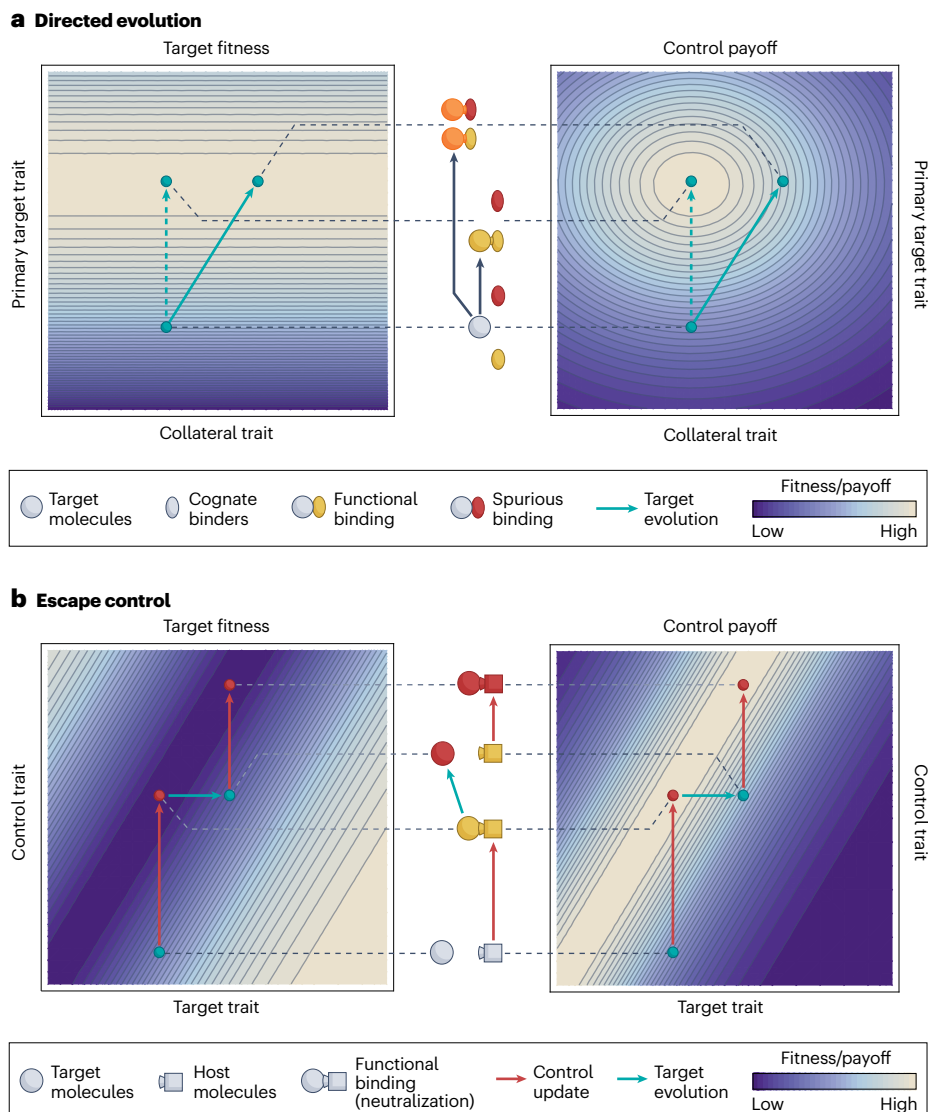 a Directed evolution
Target fitness
Control payoff
Primary target trait
Primary target trait
Collateral trait
Collateral trait
Target
molecules
Cognate
binders
Functional
binding
Spurious
binding
Target
evolution
Fitness/payoff
Low
High
b Escape control
Target fitness
Control payoff
Control trait
Control trait
Target trait
Target trait
Target
molecules
Host
molecules
Functional
binding
(neutralization)
Control
update
Target
evolution
Fitness/payoff
Low
High